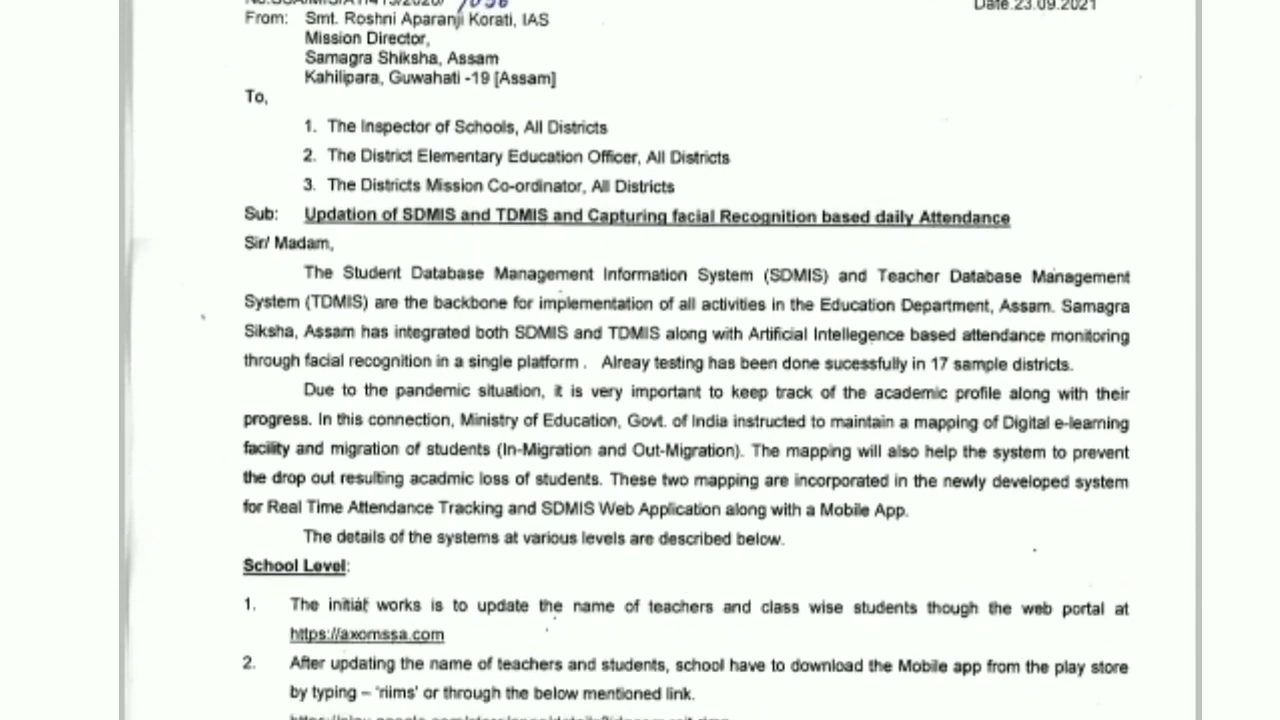 Date.23.09.2021
From: Smt. Roshni Aparanji Korati, IAS
Mission Director,
Samagra Shiksha, Assam
Kahilipara, Guwahati -19 [Assam]
To,
1. The Inspector of Schools, All Districts
2. The District Elementary Education Officer, All Districts
3. The Districts Mission Co-ordinator, All Districts
Sub: Updation of SDMIS and TDMIS and Capturing facial Recognition based daily Attendance
Sir/ Madam,
The Student Database Management Information System (SDMIS) and Teacher Database Management
System (TDMIS) are the backbone for implementation of all activities in the Education Department, Assam. Samagra
Siksha, Assam has integrated both SDMIS and TDMIS along with Artificial Intellegence based attendance monitoring
through facial recognition in a single platform . Alreay testing has been done sucessfully in 17 sample districts.
Due to the pandemic situation, it is very important to keep track of the academic profile along with their
progress. In this connection, Ministry of Education, Govt. of India instructed to maintain a mapping of Digital e-learning
facility and migration of students (In-Migration and Out-Migration). The mapping will also help the system to prevent
the drop out resulting acadmic loss of students. These two mapping are incorporated in the newly developed system
for Real Time Attendance Tracking and SDMIS Web Application along with a Mobile App.
The details of the systems at various levels are described below.
School Level:
1. The initial works is to update the name of teachers and class wise students though the web portal at
https://axomssa.com
2. After updating the name of teachers and students, school have to download the Mobile app from the play store
by typing – 'riims' or through the below mentioned link.